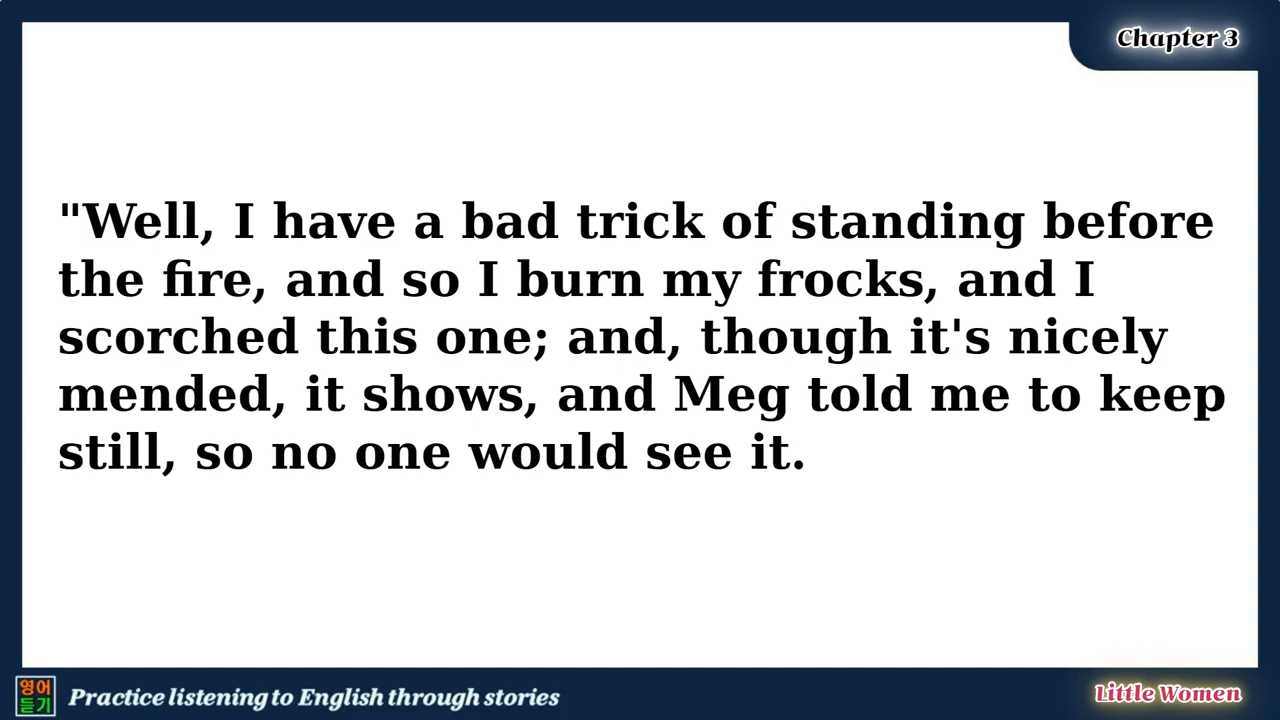 Chapter 3
"Well, I have a bad trick of standing before
the fire, and so I burn my frocks, and I
scorched this one; and, though it's nicely
mended, it shows, and Meg told me to keep
still, so no one would see it.
영어
듣기
Practice listening to English through stories
Little Women